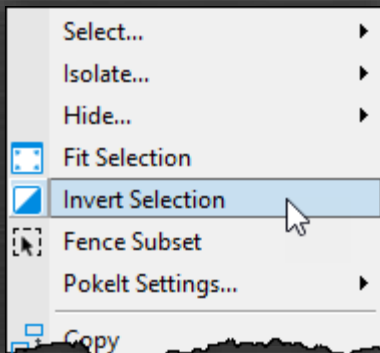 Select...
Isolate...
Hide...
Fit Selection
Invert Selection
Fence Subset
PokeIt Settings...
Copy